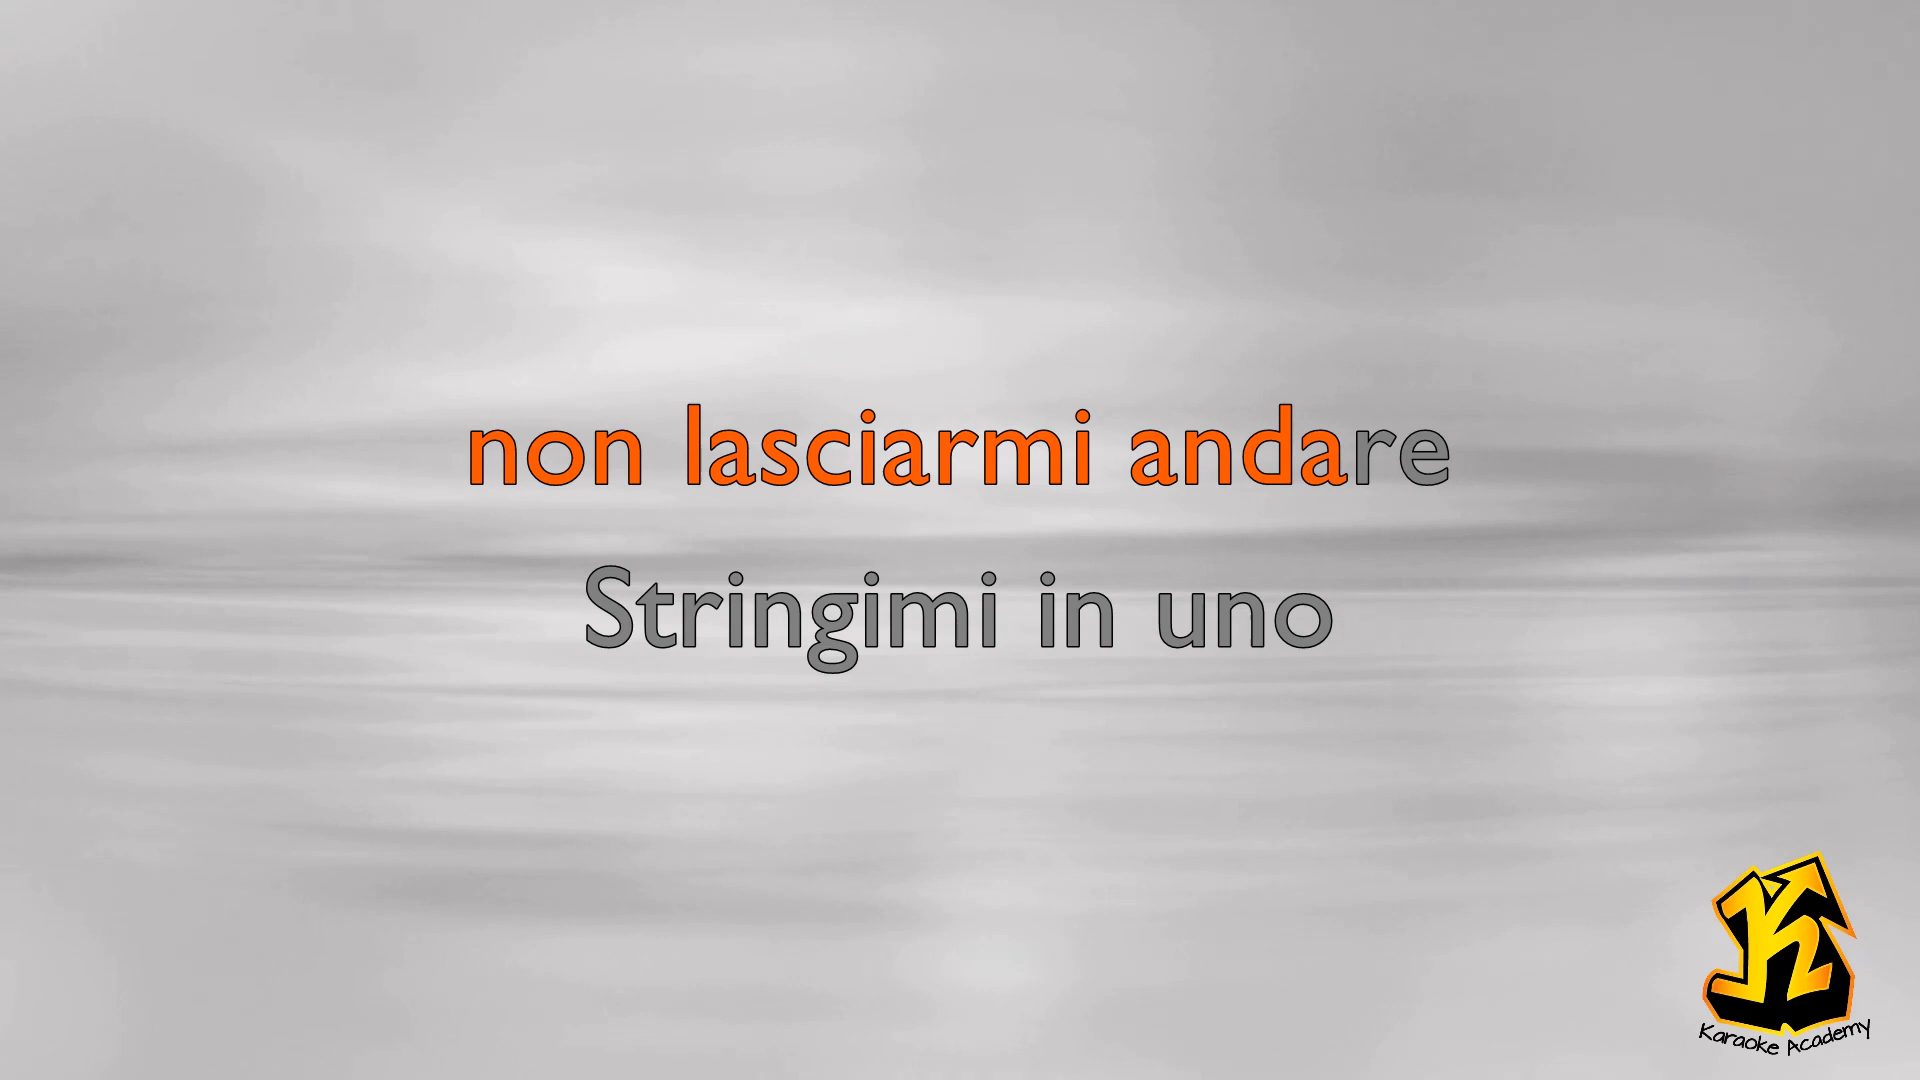 non lasciarmi andare
Stringimi in uno
K
Karaoke Academy